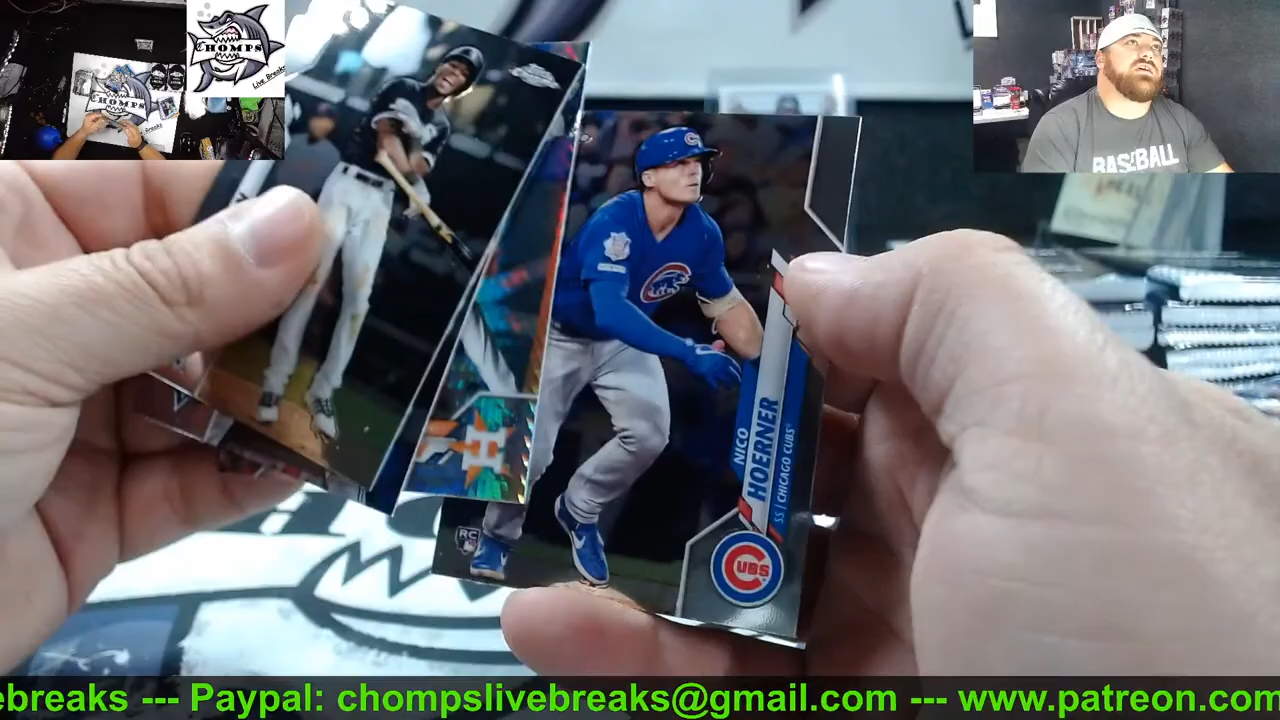 CHOMPS
Live Breaks
CHOMPS
BASEBALL
NICO
HOERNER
SS | CHICAGO CUBS
RC
CUBS
ebreaks --- Paypal: chompslivebreaks@gmail.com --- www.patreon.com